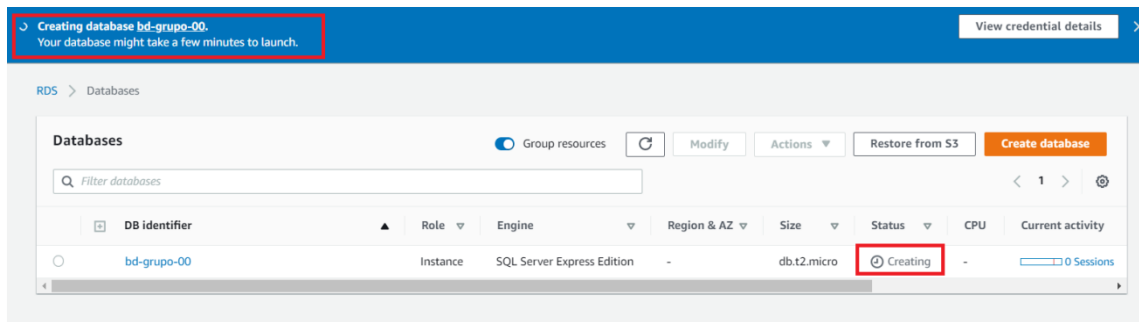 Creating database bd-grupo-00.
Your database might take a few minutes to launch.
View credential details
RDS > Databases
Databases
Group resources
Modify
Actions
Restore from S3
Create database
Filter databases
< 1 >
DB identifier Role Engine Region & AZ Size Status CPU Current activity
bd-grupo-00 Instance SQL Server Express Edition - db.t2.micro Creating - 0 Sessions